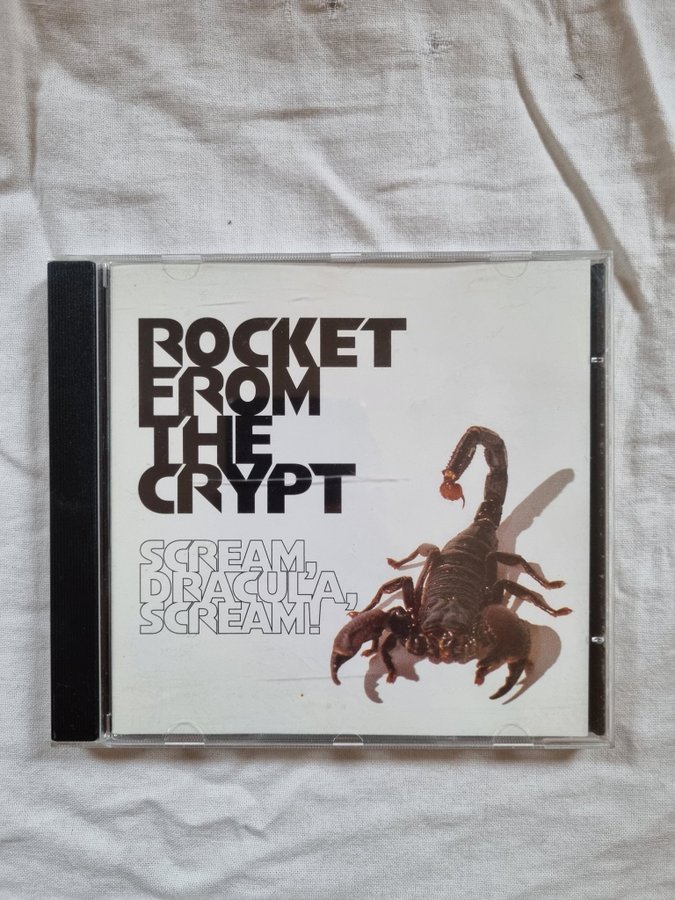 ROCKET
FROM
THE
CRYPT
SCREAM,
DRACULA,
SCREAM!